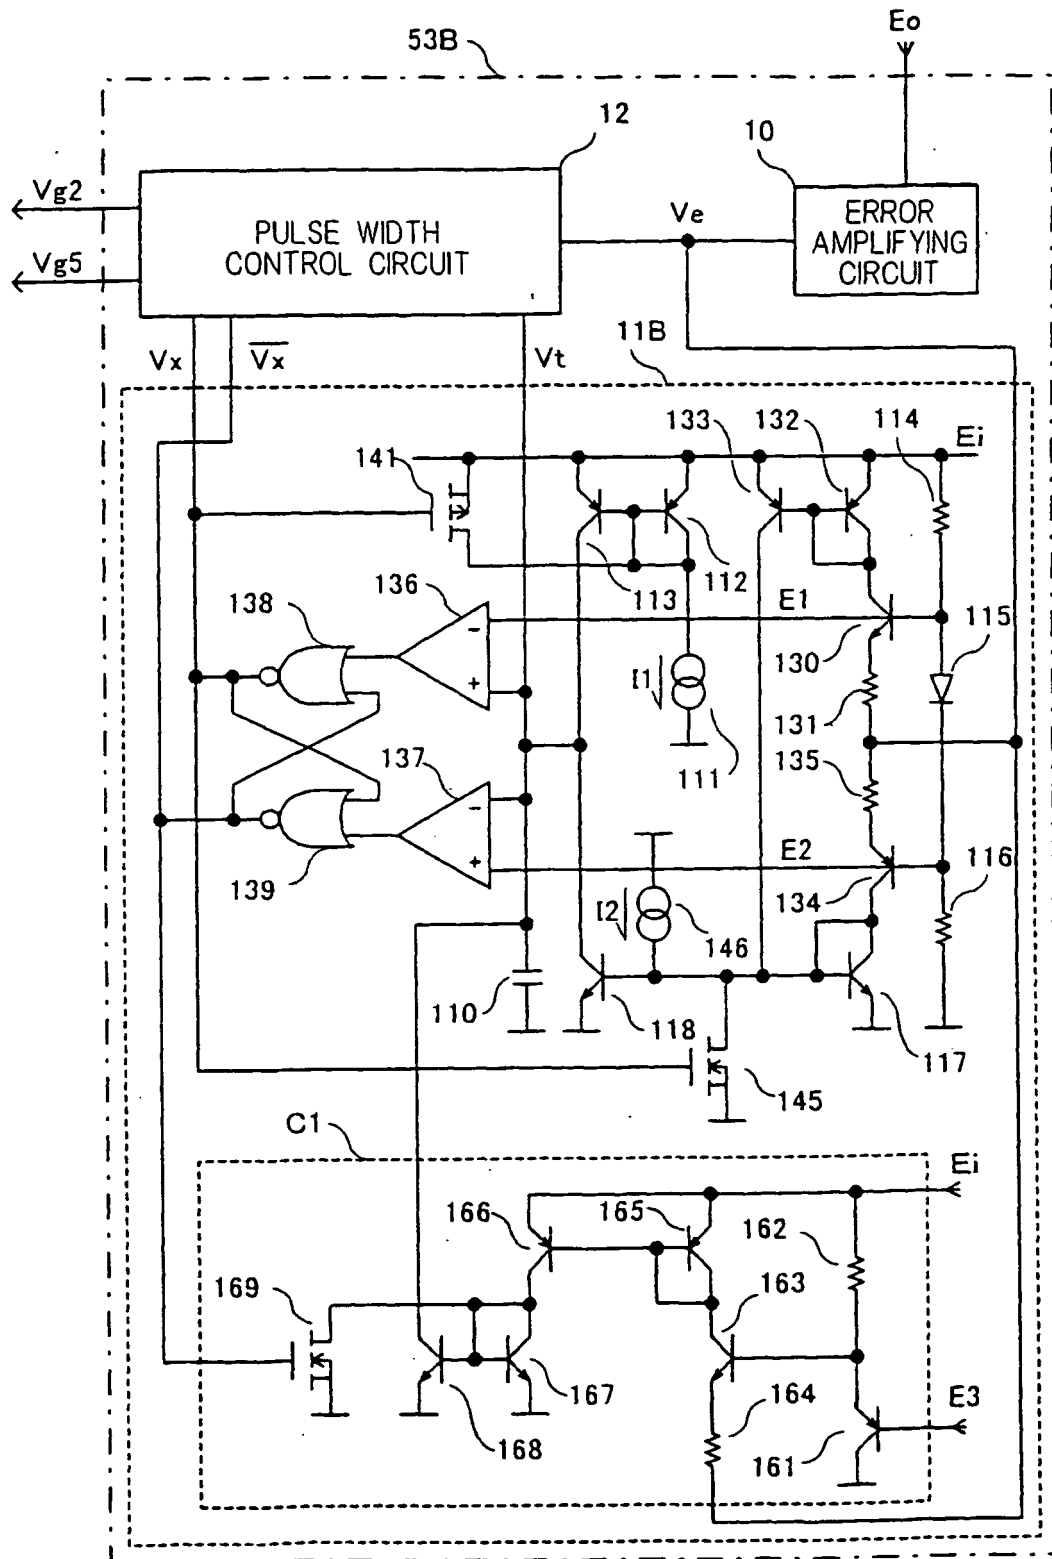 53B
Eo
12
10
Vg2
Vg5
PULSE WIDTH
CONTROL CIRCUIT
Ve
ERROR
AMPLIFYING
CIRCUIT
Vx
Vx
Vt
11B
133
132
114
Ei
141
136
138
113
112
E1
130
115
I1
131
111
137
135
139
E2
116
I2
134
146
110
118
117
145
C1
Ei
166
165
162
169
163
167
164
E3
168
161